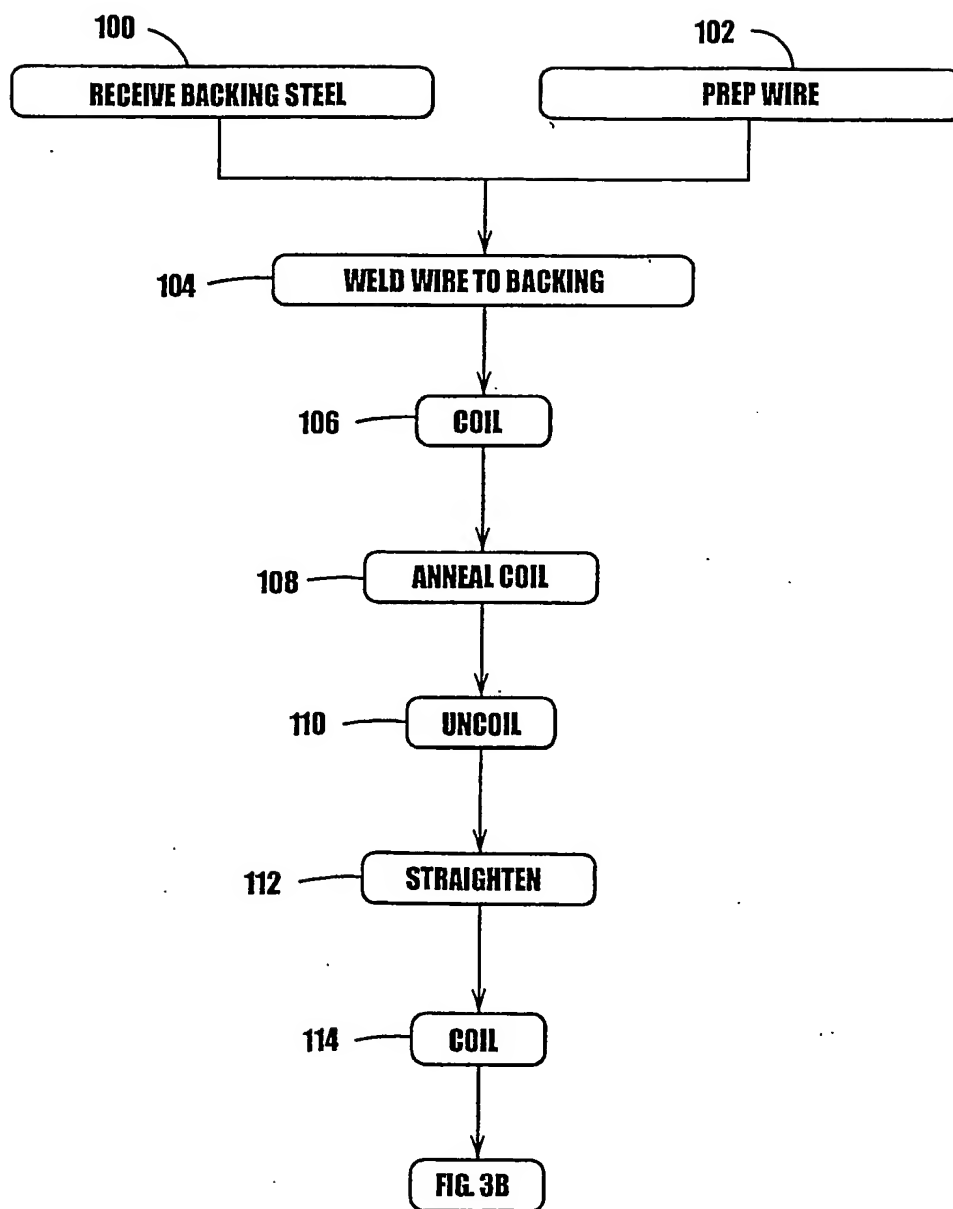 100
102
RECEIVE BACKING STEEL
PREP WIRE
104
WELD WIRE TO BACKING
106
COIL
108
ANNEAL COIL
110
UNCOIL
112
STRAIGHTEN
114
COIL
FIG. 3B